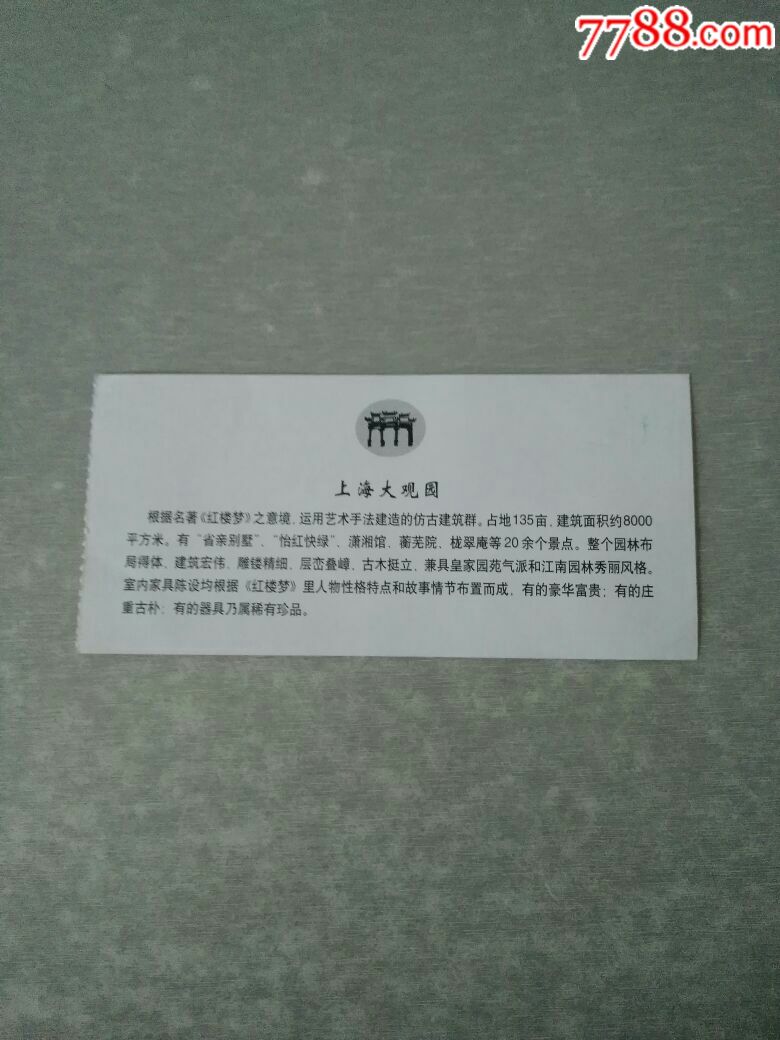 7788.com
上海大观园
根据名著《红楼梦》之意境，运用艺术手法建造的仿古建筑群。占地135亩，建筑面积约8000
平方米。有“省亲别墅”、“怡红快绿”、潇湘馆、蘅芜院、栊翠庵等20余个景点。整个园林布
局得体、建筑宏伟、雕镂精细、层峦叠嶂、古木挺立、兼具皇家园苑气派和江南园林秀丽风格。
室内家具陈设均根据《红楼梦》里人物性格特点和故事情节布置而成，有的豪华富贵；有的庄
重古朴；有的器具乃属稀有珍品。